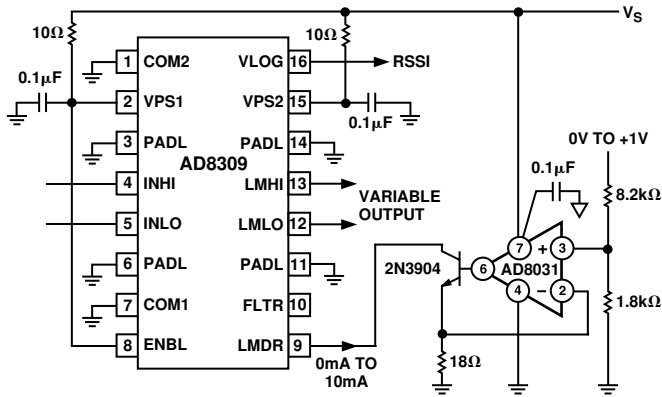 VS
10Ω
10Ω
1 COM2 VLOG 16 RSSI
0.1μF
2 VPS1 VPS2 15
0.1μF
3 PADL PADL 14
AD8309
4 INHI LMHI 13
VARIABLE
OUTPUT
5 INLO LMLO 12
6 PADL PADL 11
7 COM1 FLTR 10
8 ENBL LMDR 9
0mA TO
10mA
2N3904
18Ω
0V TO +1V
0.1μF
8.2kΩ
7 + 3
6 AD8031
4 – 2
1.8kΩ